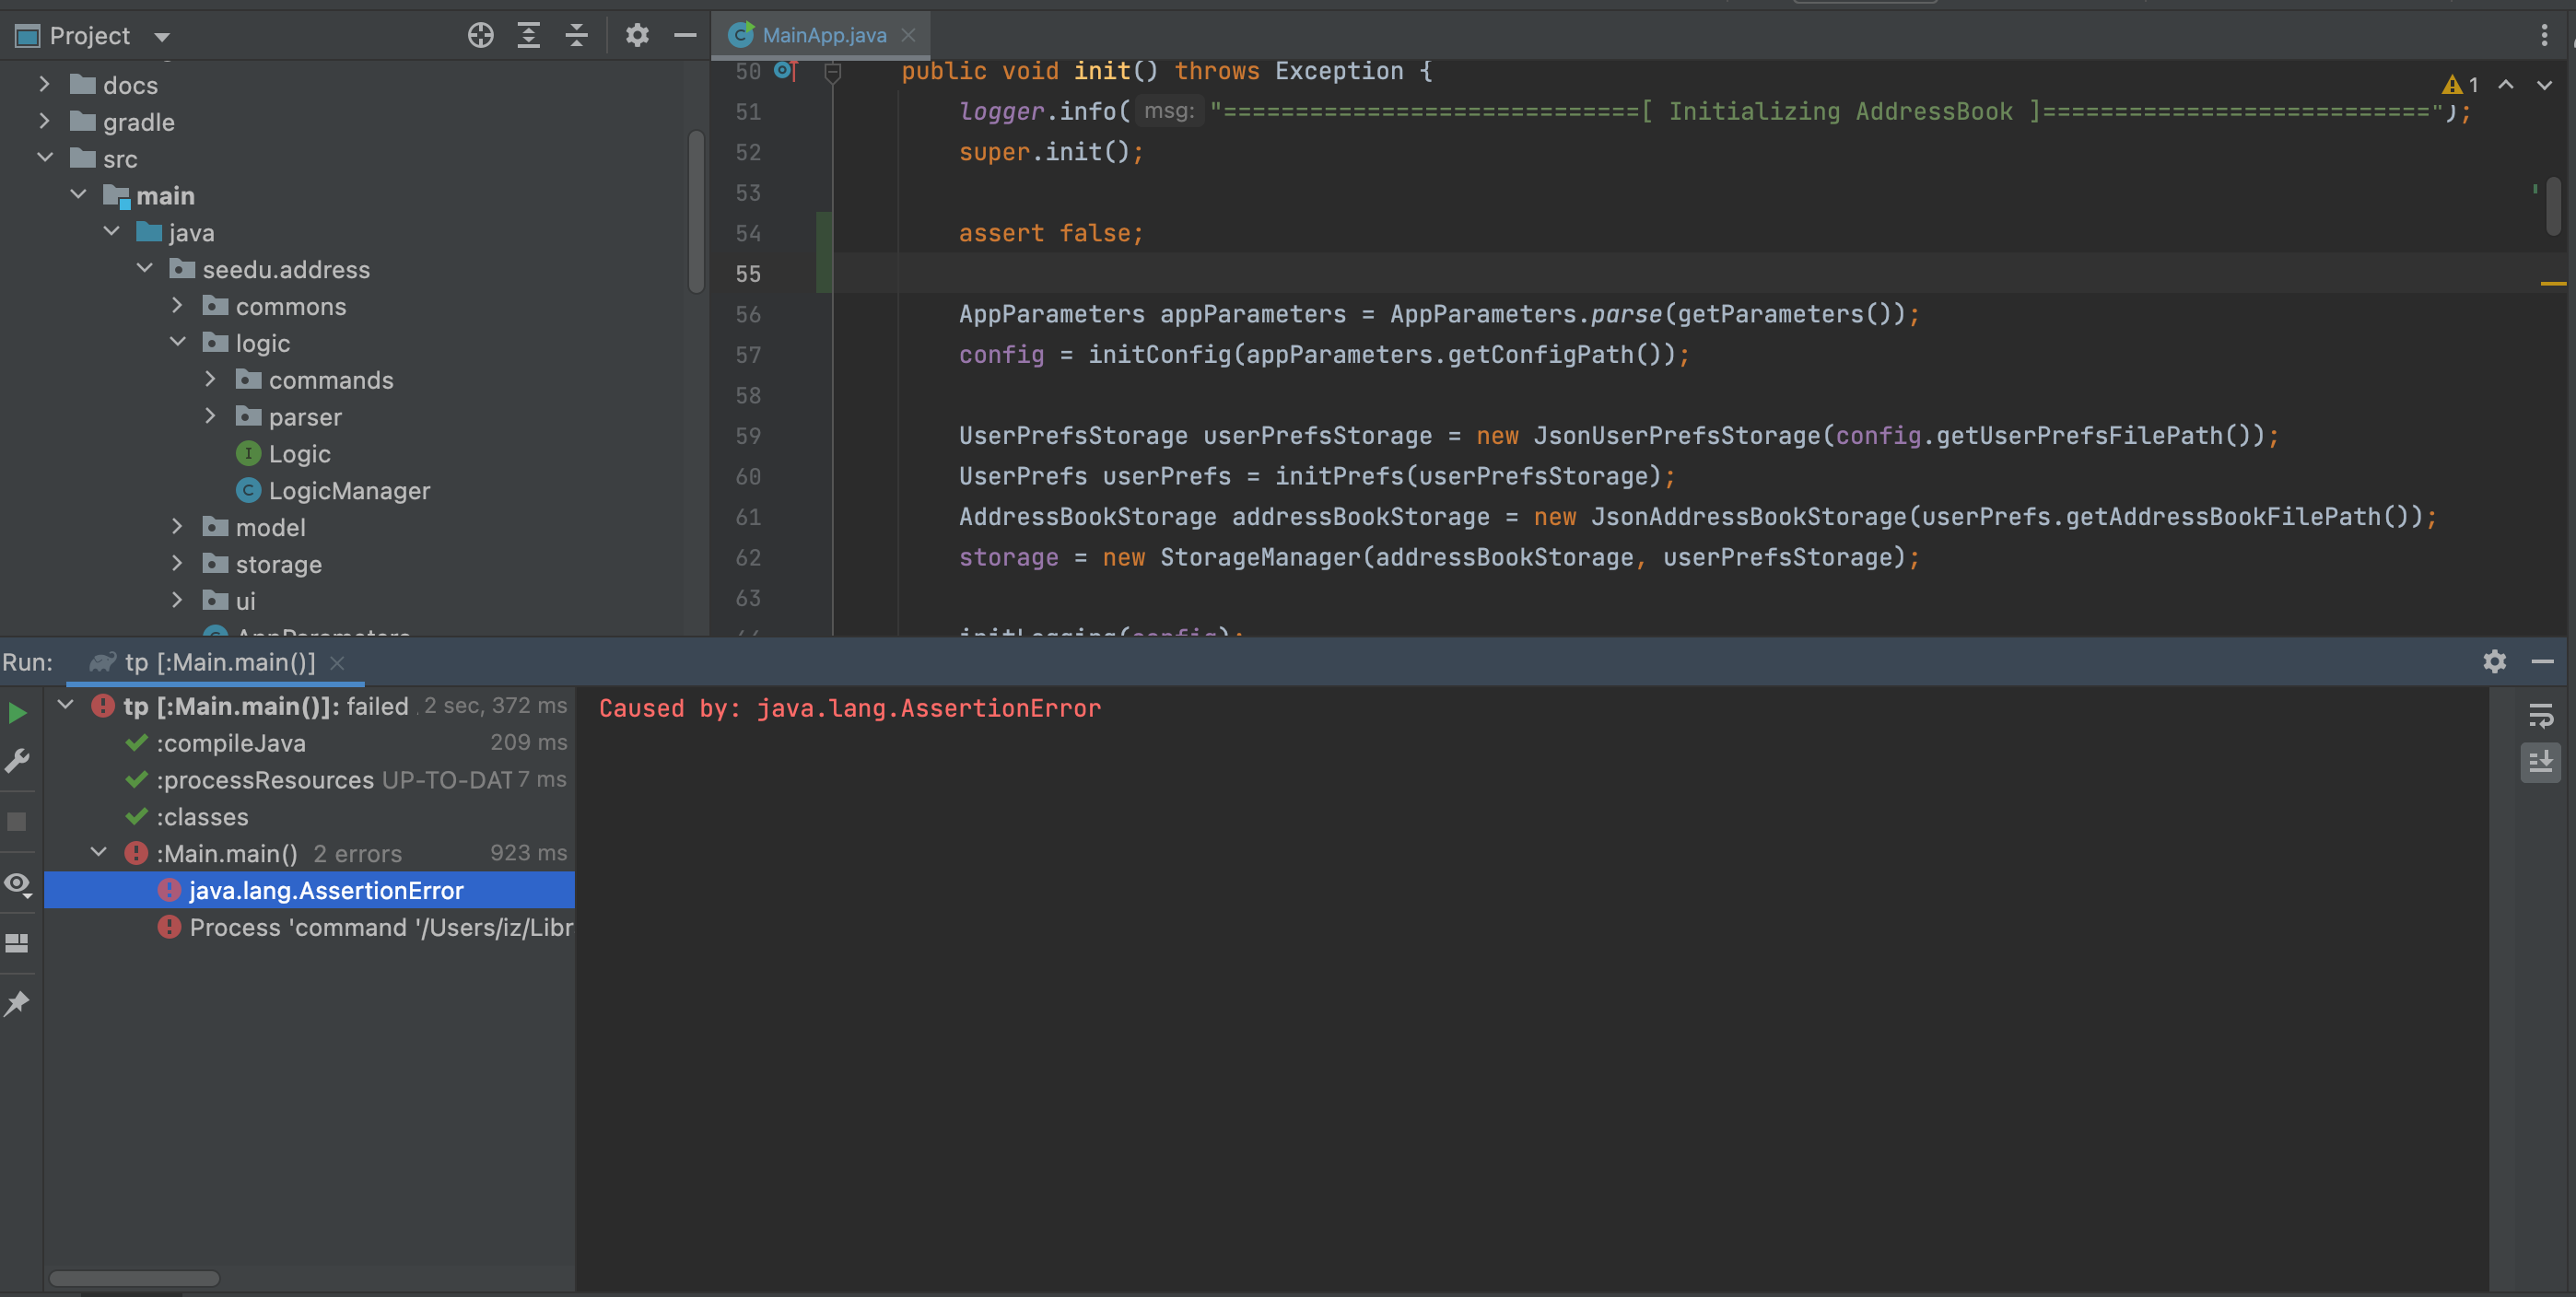 Project
docs
gradle
src
main
java
seedu.address
commons
logic
commands
parser
Logic
LogicManager
model
storage
ui
AppParameters
MainApp.java
1
50 public void init() throws Exception {
51 logger.info( msg: "=============================[ Initializing AddressBook ]===========================");
52 super.init();
53
54 assert false;
55
56 AppParameters appParameters = AppParameters.parse(getParameters());
57 config = initConfig(appParameters.getConfigPath());
58
59 UserPrefsStorage userPrefsStorage = new JsonUserPrefsStorage(config.getUserPrefsFilePath());
60 UserPrefs userPrefs = initPrefs(userPrefsStorage);
61 AddressBookStorage addressBookStorage = new JsonAddressBookStorage(userPrefs.getAddressBookFilePath());
62 storage = new StorageManager(addressBookStorage, userPrefsStorage);
63
64 initLogging(config);
Run: tp [:Main.main()]
tp [:Main.main()]: failed 2 sec, 372 ms
:compileJava 209 ms
:processResources UP-TO-DAT 7 ms
:classes
:Main.main() 2 errors 923 ms
java.lang.AssertionError
Process 'command '/Users/iz/Libr
Caused by: java.lang.AssertionError